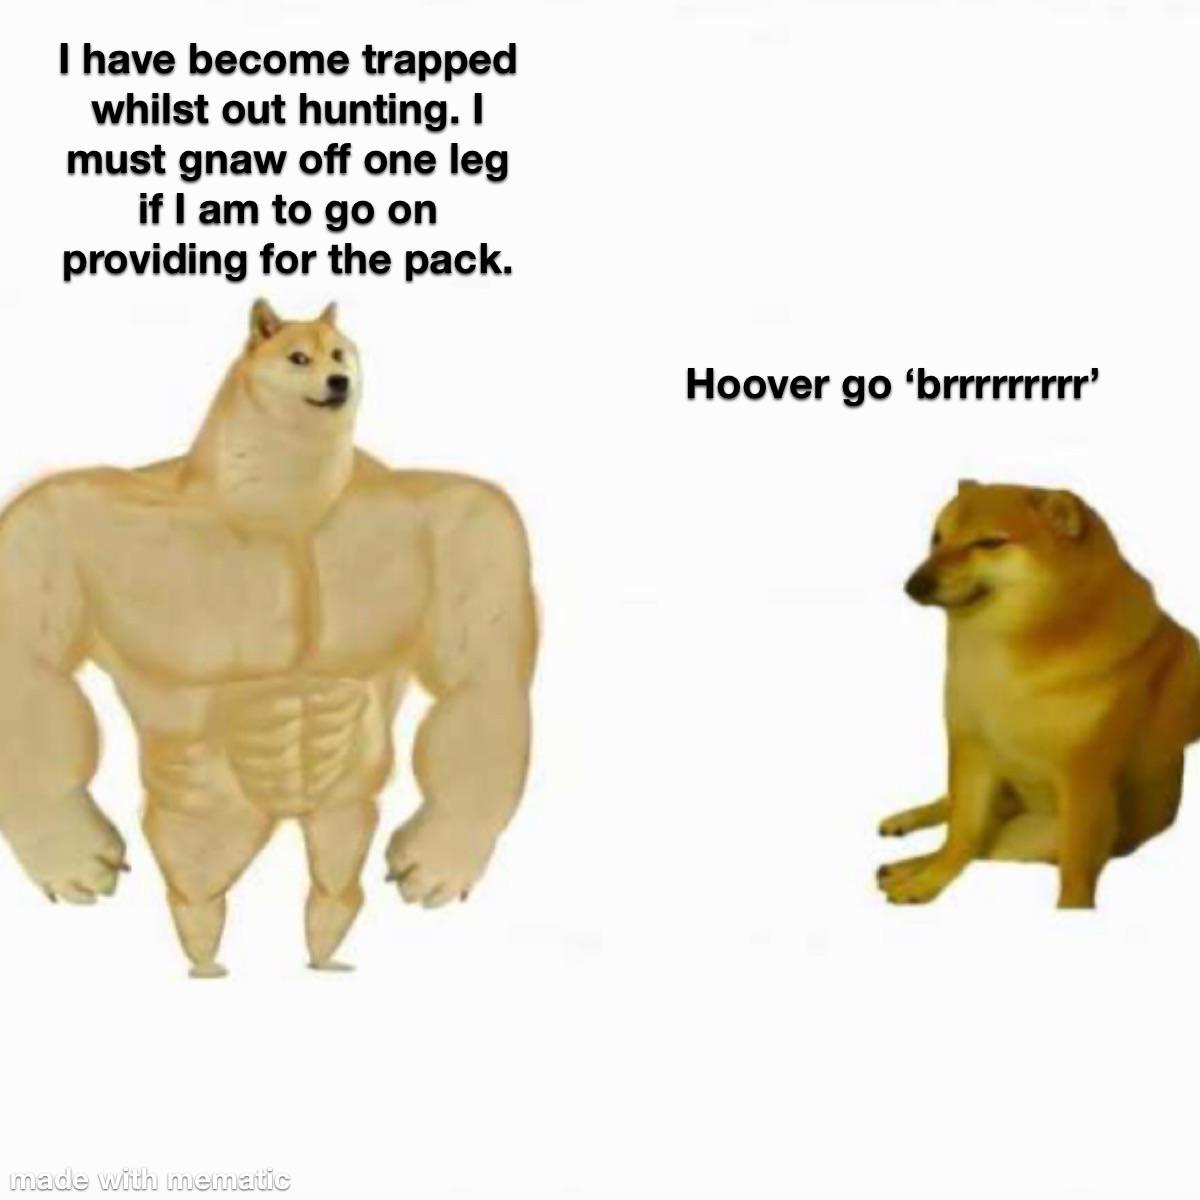 I have become trapped
whilst out hunting. I
must gnaw off one leg
if I am to go on
providing for the pack.
Hoover go ‘brrrrrrrrr’
made with mematic